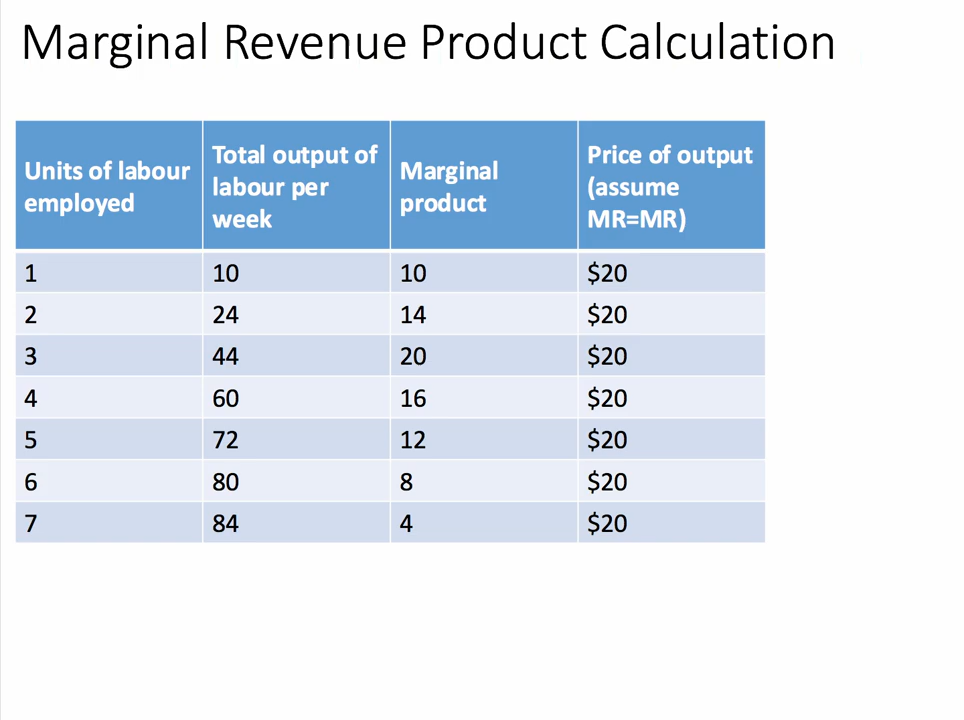 Marginal Revenue Product Calculation
Units of labour employed
Total output of labour per week
Marginal product
Price of output (assume MR=MR)
1 10 10 $20
2 24 14 $20
3 44 20 $20
4 60 16 $20
5 72 12 $20
6 80 8 $20
7 84 4 $20